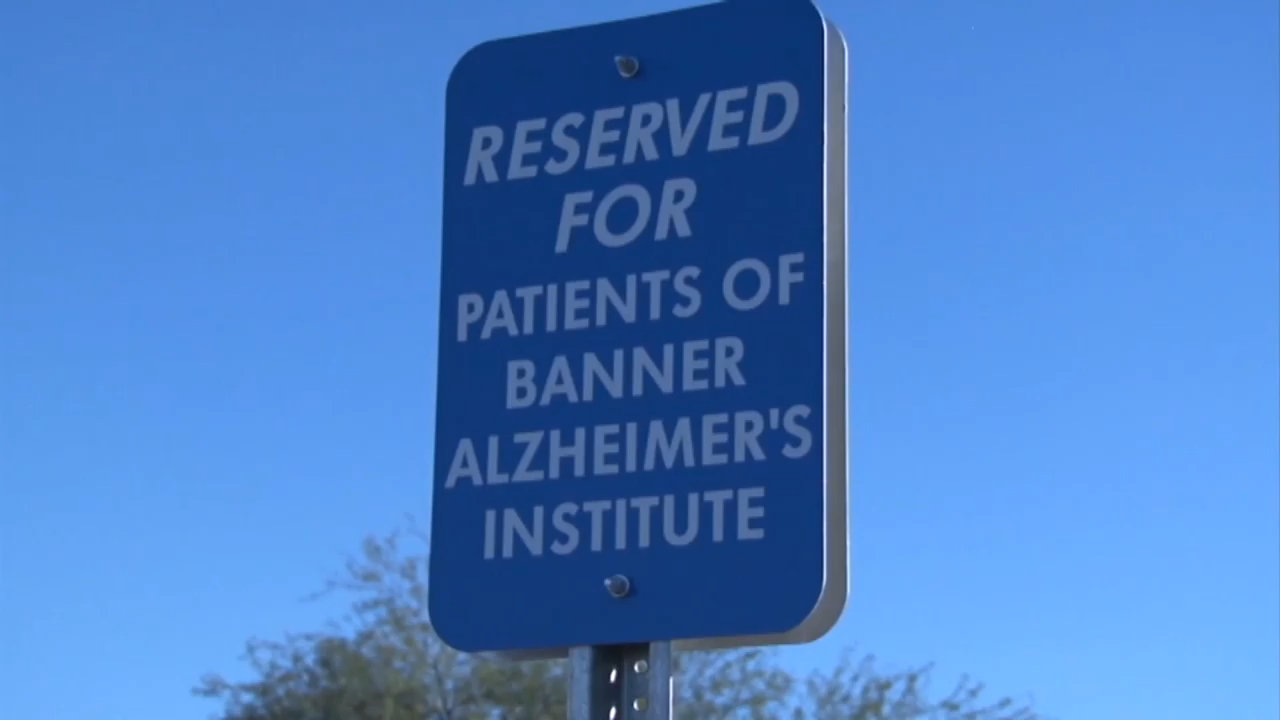 RESERVED
FOR
PATIENTS OF
BANNER
ALZHEIMER'S
INSTITUTE